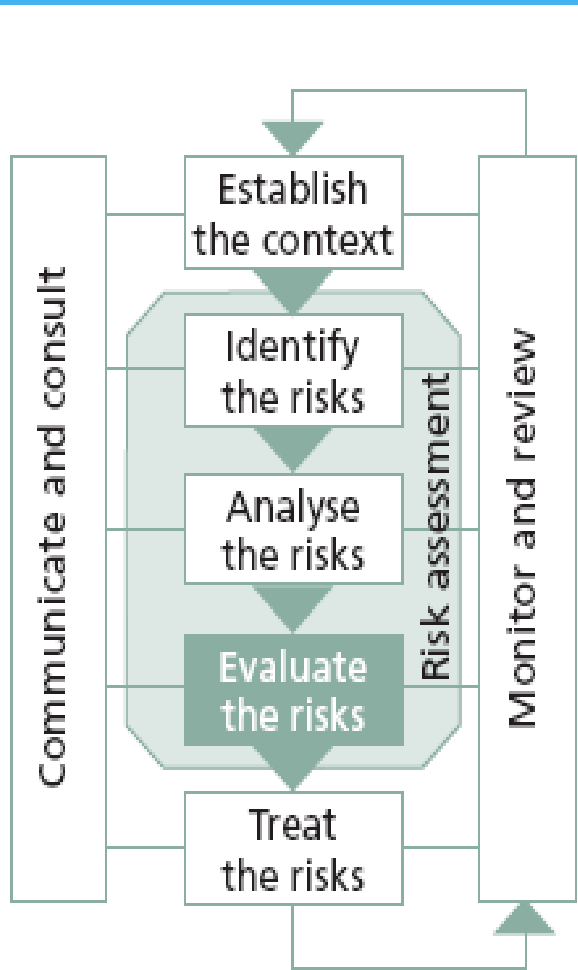 Communicate and consult
Establish
the context
Identify
the risks
Analyse
the risks
Evaluate
the risks
Treat
the risks
Risk assessment
Monitor and review